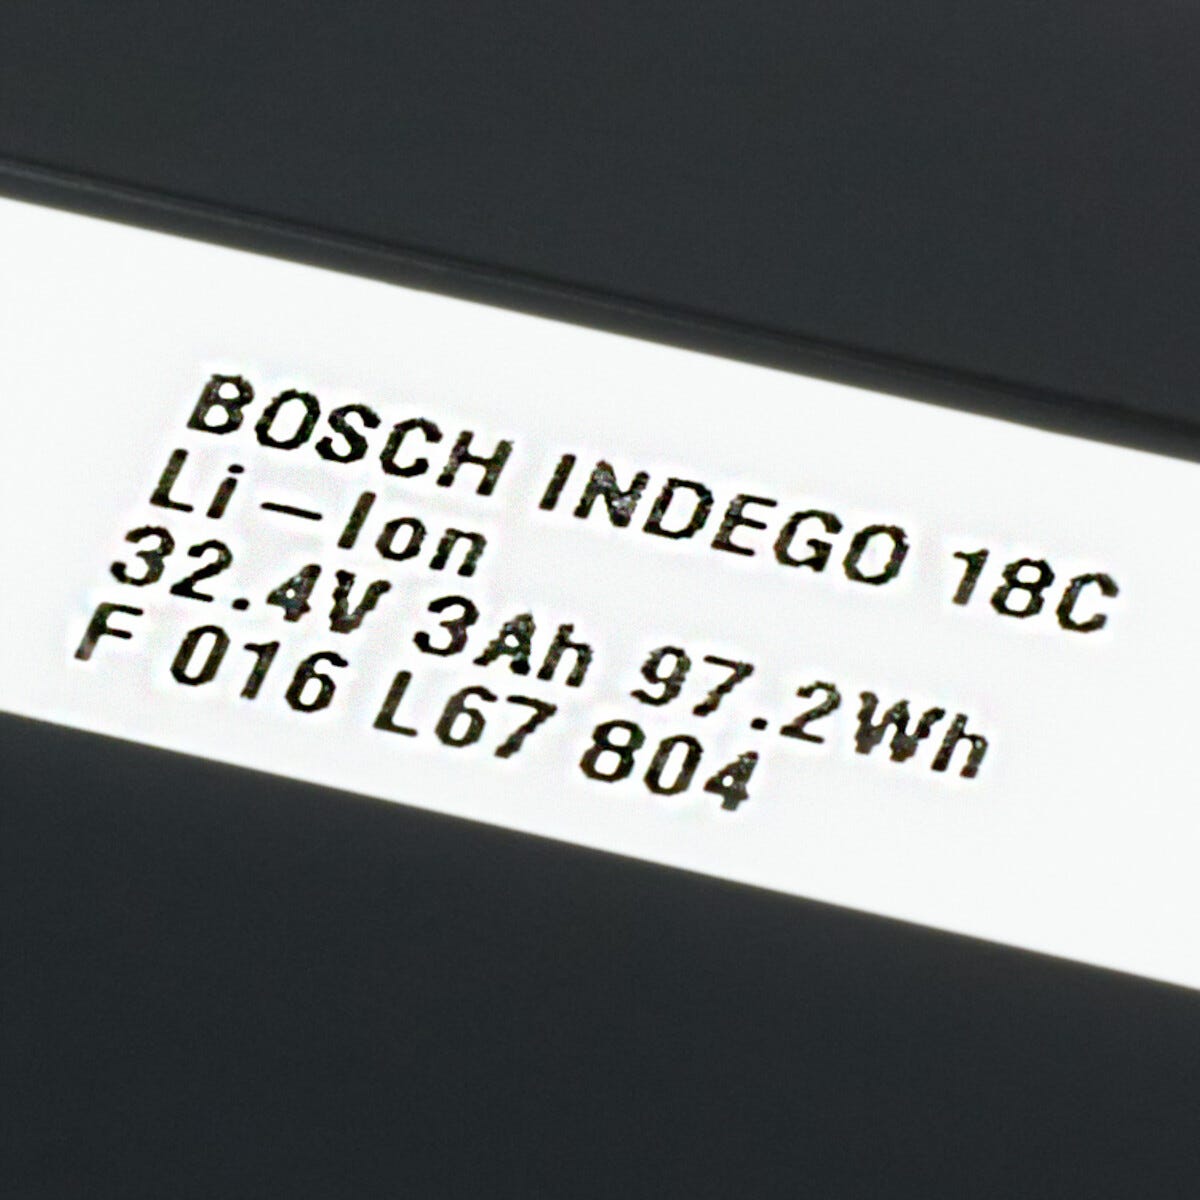 BOSCH INDEGO 18C
Li-Ion
32.4V 3Ah 97.2Wh
F 016 L67 804